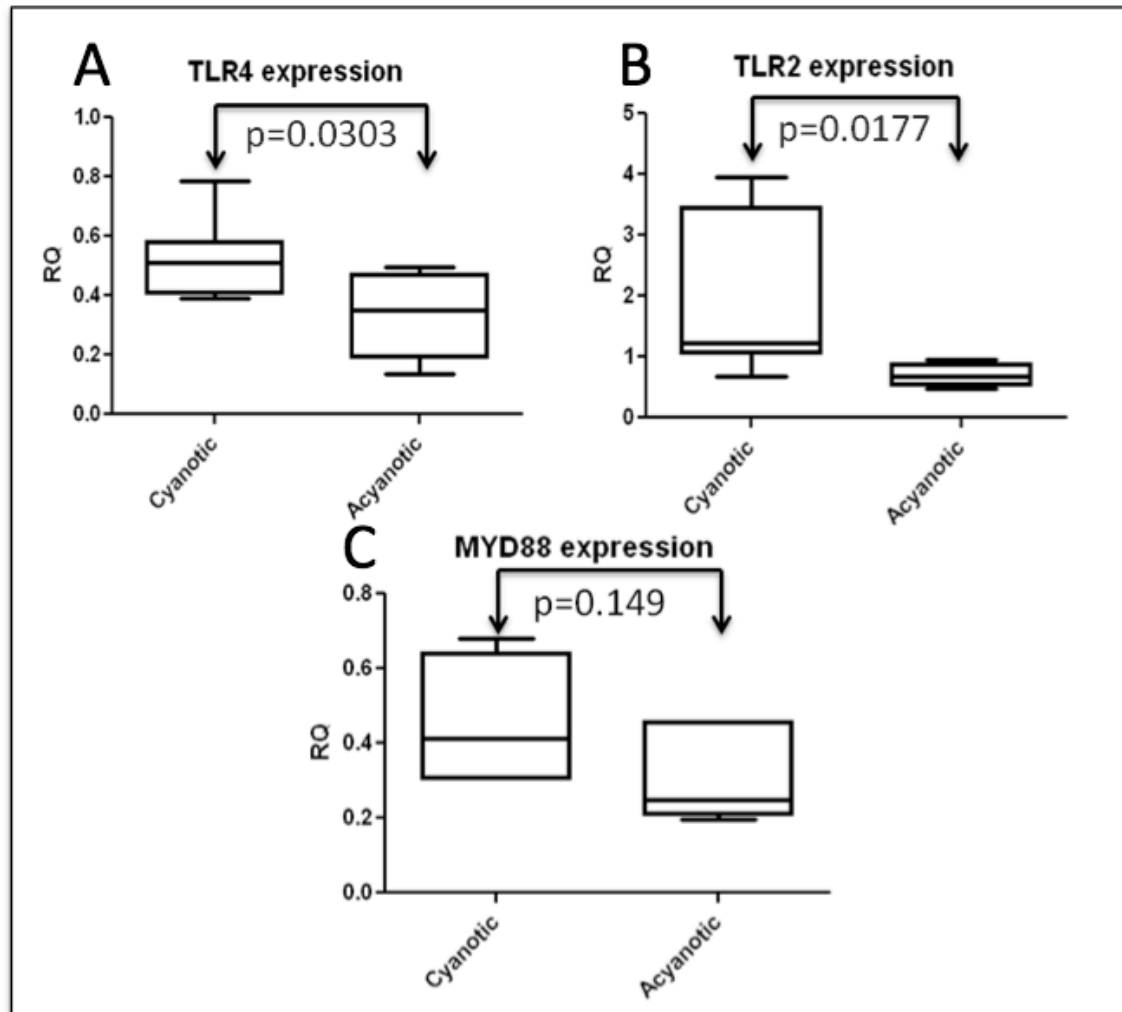 A
TLR4 expression
p=0.0303
1.0
0.8
0.6
0.4
0.2
0.0
RQ
Cyanotic
Acyanotic
B
TLR2 expression
p=0.0177
5
4
3
2
1
0
RQ
Cyanotic
Acyanotic
C
MYD88 expression
p=0.149
0.8
0.6
0.4
0.2
0.0
RQ
Cyanotic
Acyanotic